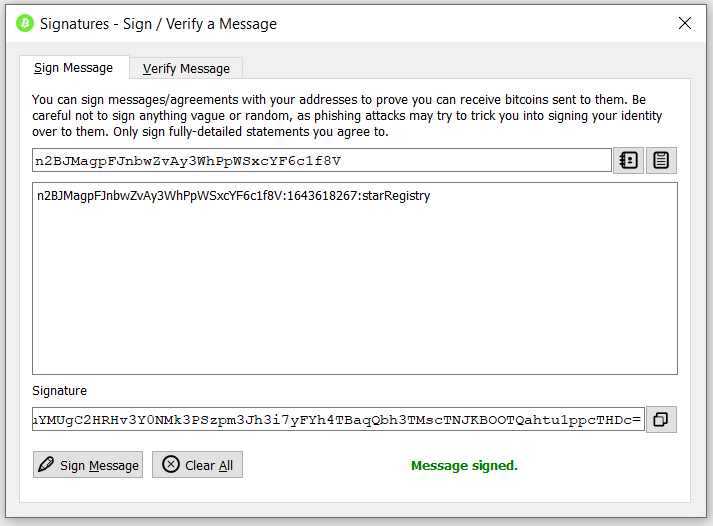 Signatures - Sign / Verify a Message
Sign Message
Verify Message
You can sign messages/agreements with your addresses to prove you can receive bitcoins sent to them. Be
careful not to sign anything vague or random, as phishing attacks may try to trick you into signing your identity
over to them. Only sign fully-detailed statements you agree to.
n2BJMagpFJnbwZvAy3WhPpWSxcYF6c1f8V
n2BJMagpFJnbwZvAy3WhPpWSxcYF6c1f8V:1643618267:starRegistry
Signature
uYMUgC2HRHv3Y0NMk3PSzpm3Jh3i7yFYh4TBaqQbh3TMscTNJKBOOTQahtu1ppcTHDc=
Sign Message
Clear All
Message signed.